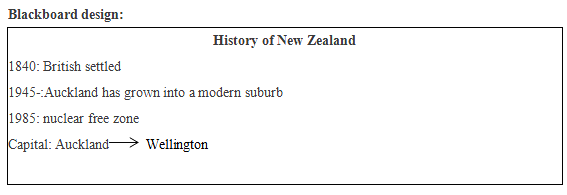 Blackboard design:
History of New Zealand
1840: British settled
1945-:Auckland has grown into a modern suburb
1985: nuclear free zone
Capital: Auckland⟶ Wellington